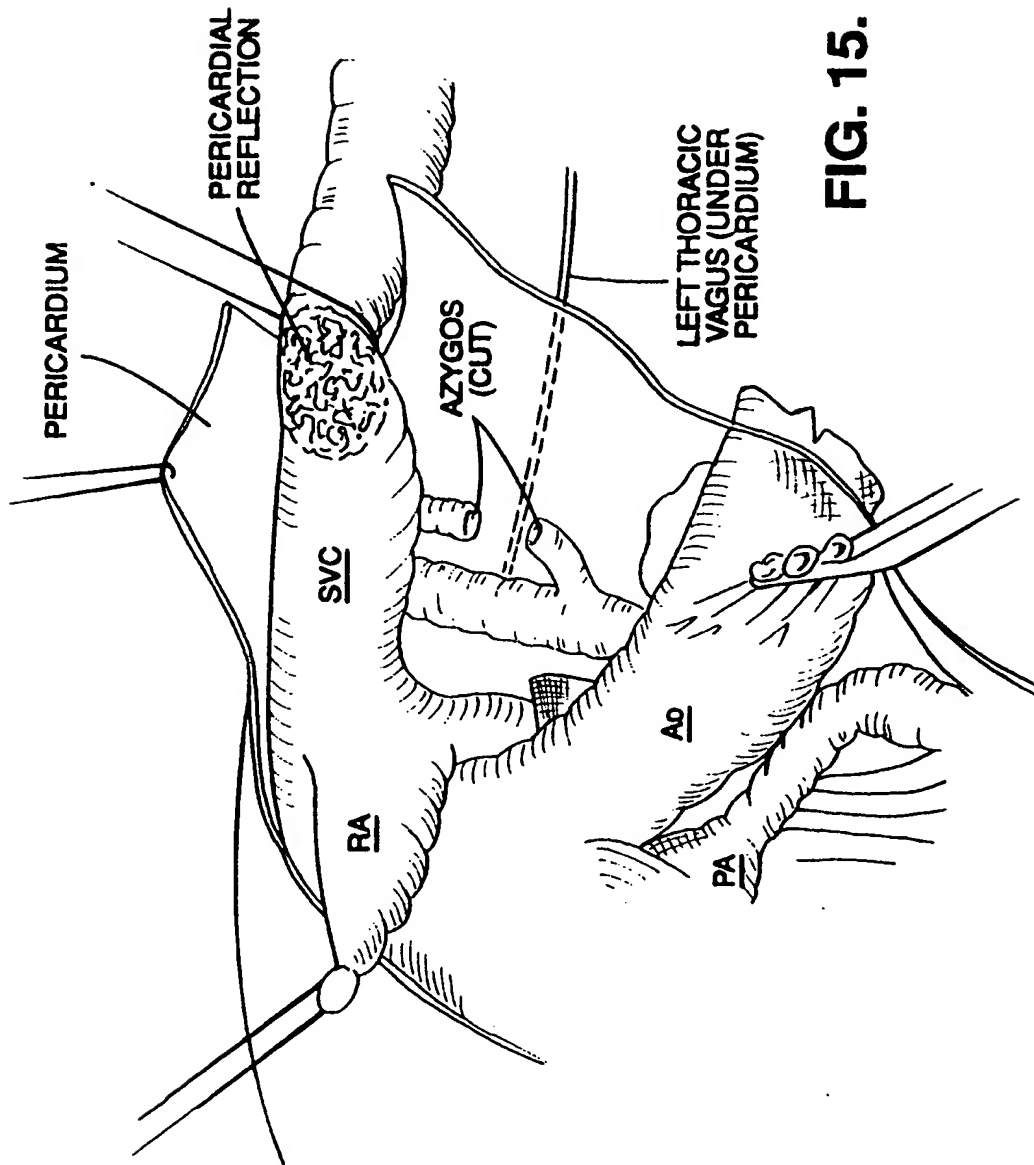 PERICARDIUM
PERICARDIAL
REFLECTION
RA
SVC
AZYGOS
(CUT)
PA
Ao
LEFT THORACIC
VAGUS (UNDER
PERICARDIUM)
FIG. 15.